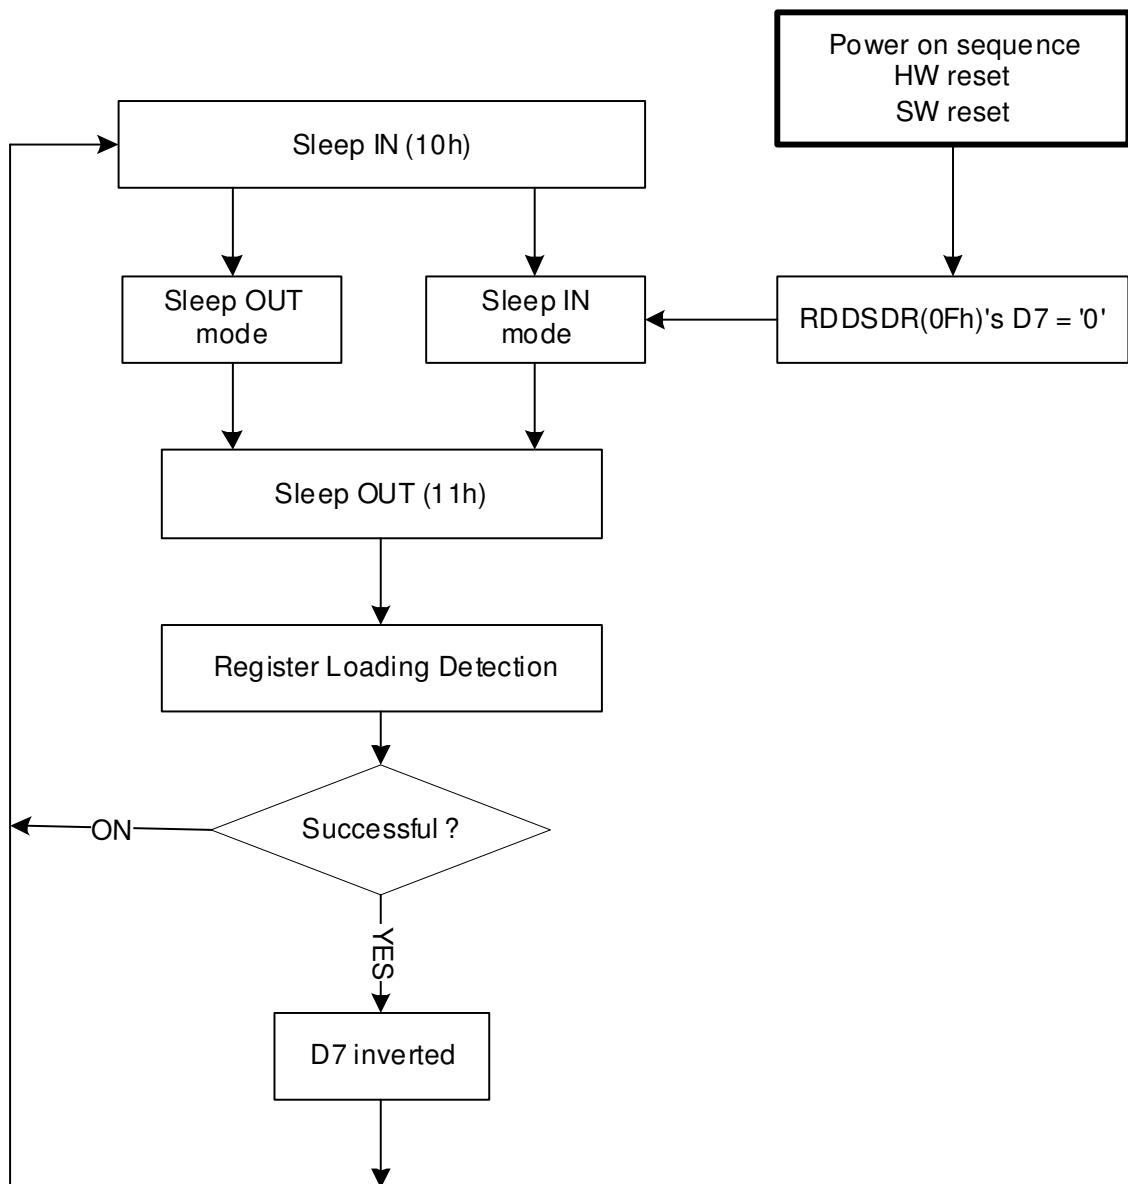 Power on sequence
HW reset
SW reset
Sleep IN (10h)
Sleep OUT
mode
Sleep IN
mode
RDDSDR(0Fh)'s D7 = '0'
Sleep OUT (11h)
Register Loading Detection
Successful ?
ON
YES
D7 inverted